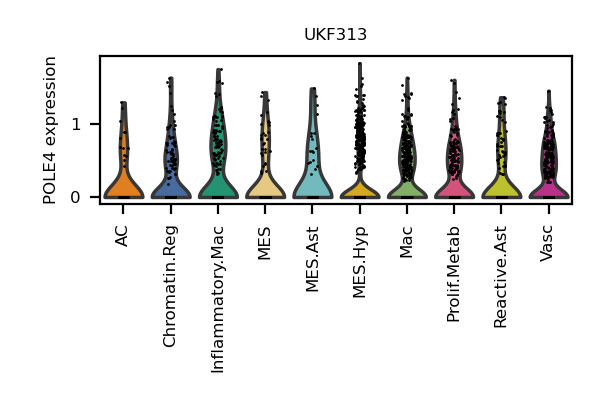 UKF313
POLE4 expression
1
0
AC
Chromatin.Reg
Inflammatory.Mac
MES
MES.Ast
MES.Hyp
Mac
Prolif.Metab
Reactive.Ast
Vasc